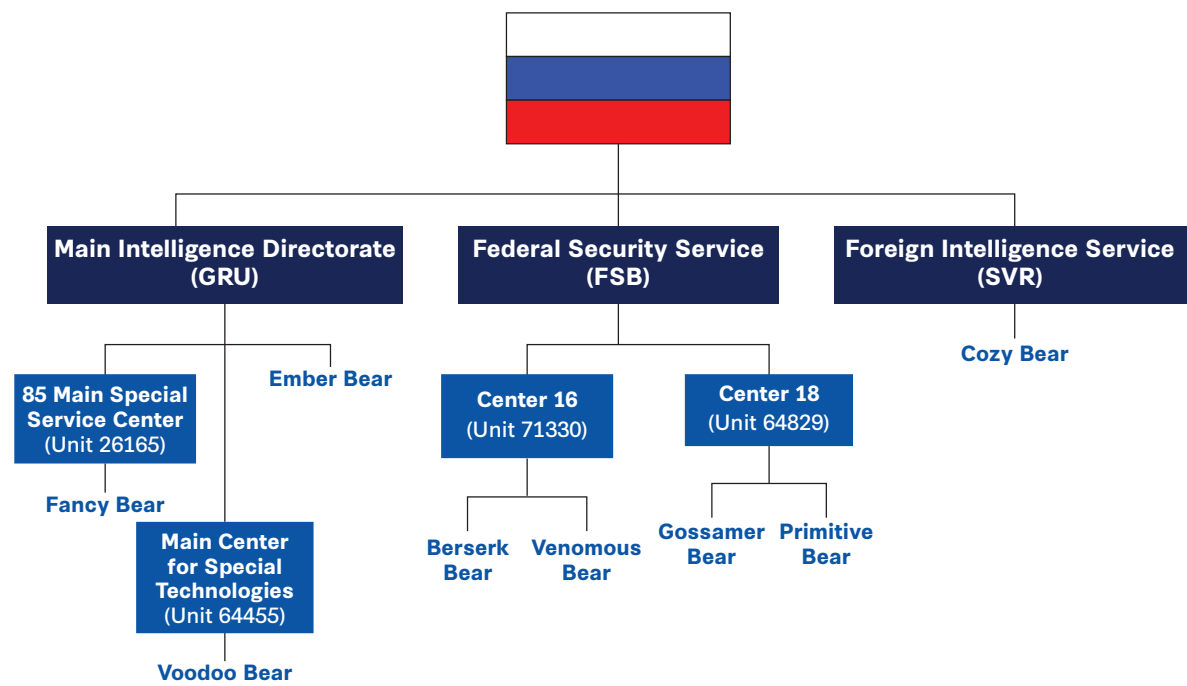 Main Intelligence Directorate
(GRU)
Federal Security Service
(FSB)
Foreign Intelligence Service
(SVR)
85 Main Special
Service Center
(Unit 26165)
Fancy Bear
Main Center
for Special
Technologies
(Unit 64455)
Voodoo Bear
Ember Bear
Center 16
(Unit 71330)
Berserk
Bear
Venomous
Bear
Center 18
(Unit 64829)
Gossamer
Bear
Primitive
Bear
Cozy Bear